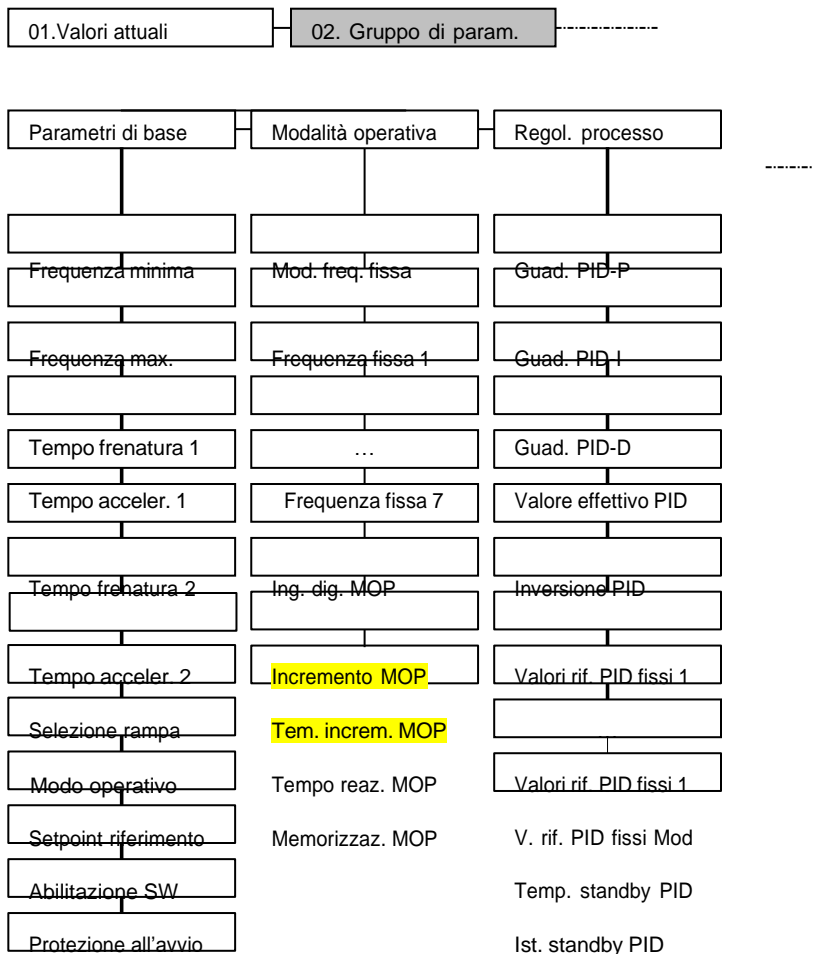 01.Valori attuali
02. Gruppo di param.
Parametri di base
Modalità operativa
Regol. processo
Frequenza minima
Mod. freq. fissa
Guad. PID-P
Frequenza max.
Frequenza fissa 1
Guad. PID-I
Tempo frenatura 1
…
Guad. PID-D
Tempo acceler. 1
Frequenza fissa 7
Valore effettivo PID
Tempo frenatura 2
Ing. dig. MOP
Inversione PID
Tempo acceler. 2
Incremento MOP
Valori rif. PID fissi 1
Selezione rampa
Tem. increm. MOP
Modo operativo
Tempo reaz. MOP
Valori rif. PID fissi 1
Setpoint riferimento
Memorizzaz. MOP
V. rif. PID fissi Mod
Abilitazione SW
Temp. standby PID
Protezione all'avvio
Ist. standby PID